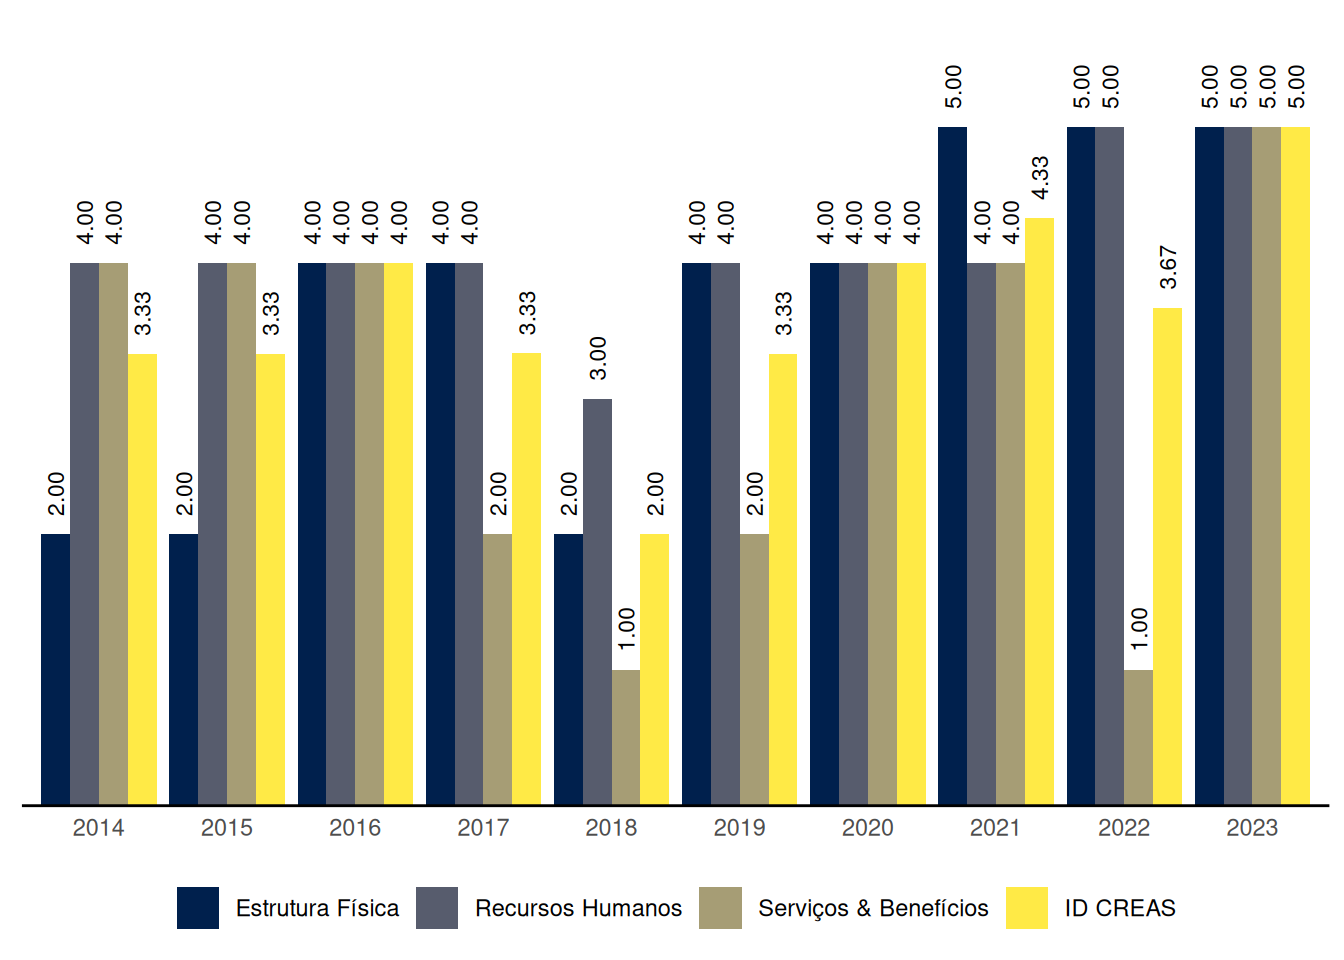 5.00 5.00 5.00 5.00 5.00 5.00 5.00
4.33
4.00 4.00 4.00 4.00 4.00 4.00 4.00 4.00 4.00 4.00 4.00 4.00 4.00 4.00 4.00 4.00 4.00 4.00
3.67
3.33 3.33 3.33 3.33
3.00
2.00 2.00 2.00 2.00 2.00 2.00
1.00 1.00
2014 2015 2016 2017 2018 2019 2020 2021 2022 2023
Estrutura Física Recursos Humanos Serviços & Benefícios ID CREAS